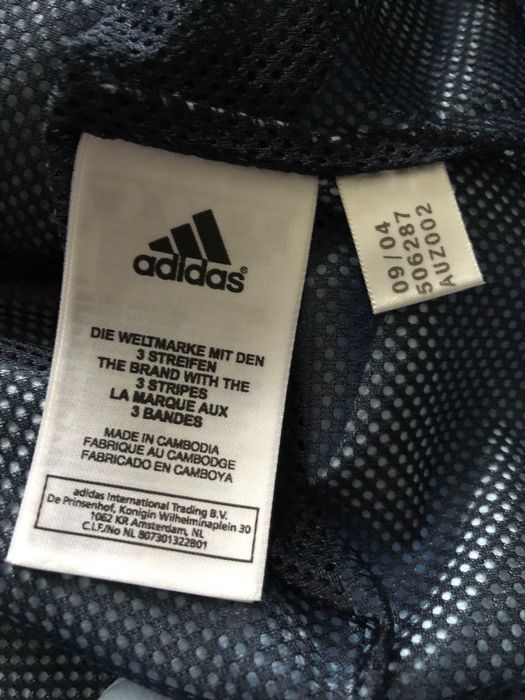 adidas®
DIE WELTMARKE MIT DEN
3 STREIFEN
THE BRAND WITH THE
3 STRIPES
LA MARQUE AUX
3 BANDES
MADE IN CAMBODIA
FABRIQUE AU CAMBODGE
FABRICADO EN CAMBOYA
adidas International Trading B.V.
De Prinsenhof, Konigin Wilhelminaplein 30
1062 KR Amsterdam, NL
C.I.F./No NL 807301322B01
09/04
506287
AUZ002